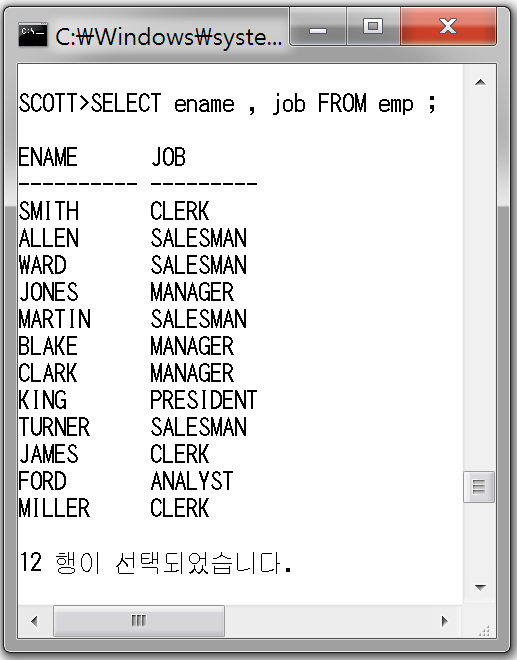 C:\Windows\syste...
SCOTT>SELECT ename , job FROM emp ;
ENAME      JOB
---------- ---------
SMITH      CLERK
ALLEN      SALESMAN
WARD       SALESMAN
JONES      MANAGER
MARTIN     SALESMAN
BLAKE      MANAGER
CLARK      MANAGER
KING       PRESIDENT
TURNER     SALESMAN
JAMES      CLERK
FORD       ANALYST
MILLER     CLERK
12 행이 선택되었습니다.